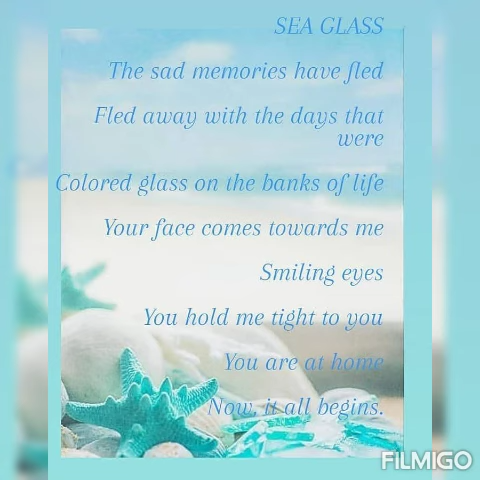 SEA GLASS
The sad memories have fled
Fled away with the days that
were
Colored glass on the banks of life
Your face comes towards me
Smiling eyes
You hold me tight to you
You are at home
Now, it all begins.
FILMIGO